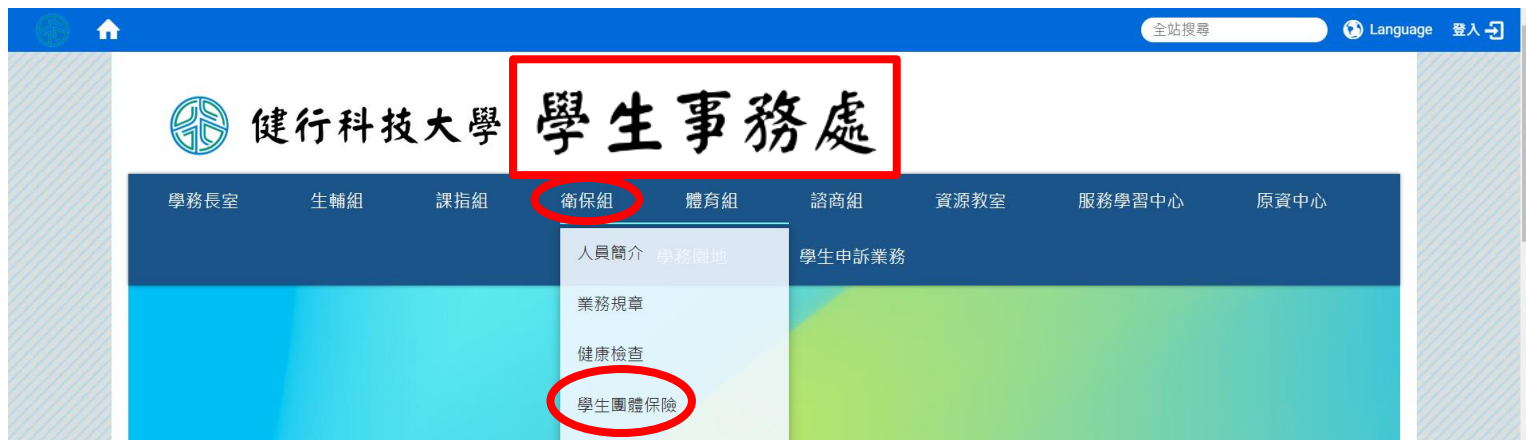 全站搜尋 Language 登入
健行科技大學 學生事務處
學務長室 生輔組 課指組 衛保組 體育組 諮商組 資源教室 服務學習中心 原資中心
學務園地 學生申訴業務
人員簡介
業務規章
健康檢查
學生團體保險